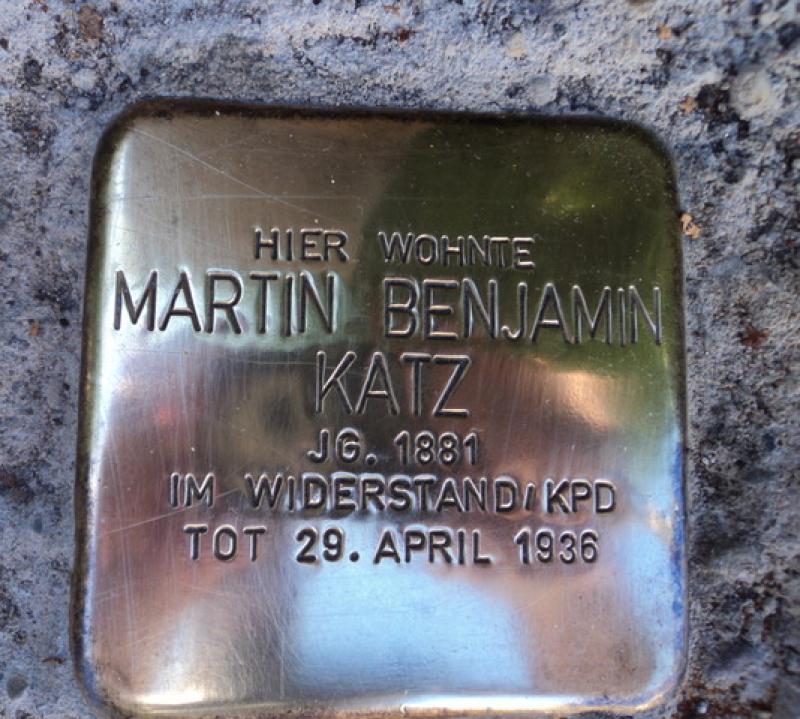 HIER WOHNTE
MARTIN BENJAMIN
KATZ
JG. 1881
IM WIDERSTAND/KPD
TOT 29. APRIL 1936